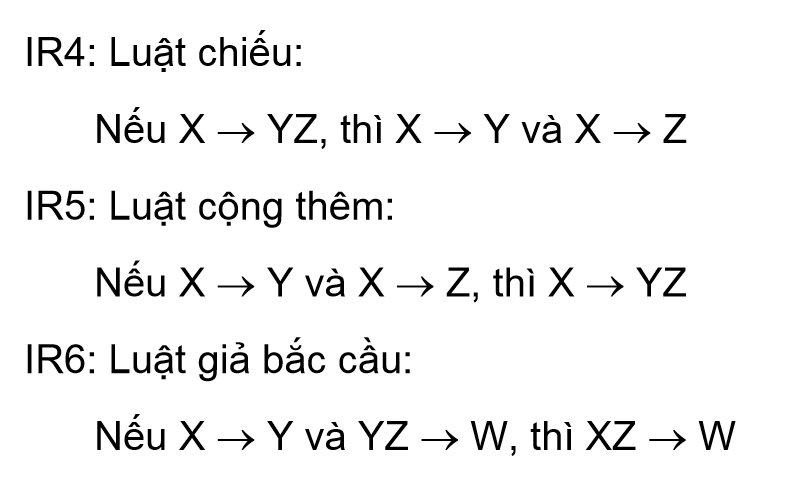 IR4: Luật chiếu:
Nếu X → YZ, thì X → Y và X → Z
IR5: Luật cộng thêm:
Nếu X → Y và X → Z, thì X → YZ
IR6: Luật giả bắc cầu:
Nếu X → Y và YZ → W, thì XZ → W